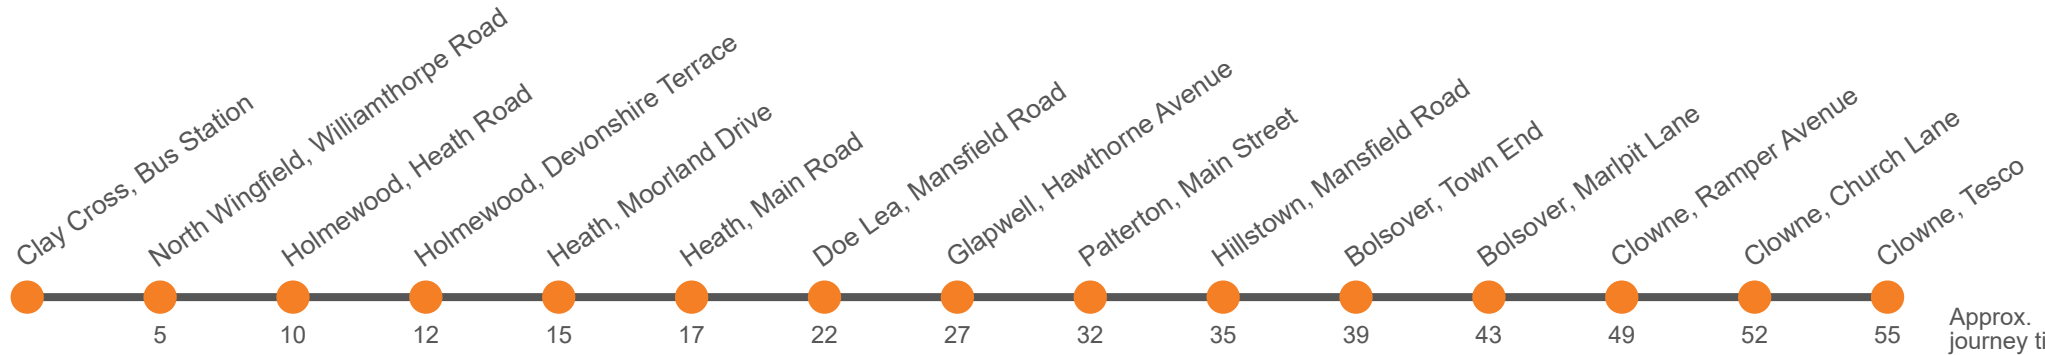 Clay Cross, Bus Station
North Wingfield, Williamthorpe Road
Holmewood, Heath Road
Holmewood, Devonshire Terrace
Heath, Moorland Drive
Heath, Main Road
Doe Lea, Mansfield Road
Glapwell, Hawthorne Avenue
Palterton, Main Street
Hillstown, Mansfield Road
Bolsover, Town End
Bolsover, Marlpit Lane
Clowne, Ramper Avenue
Clowne, Church Lane
Clowne, Tesco
5 10 12 15 17 22 27 32 35 39 43 49 52 55
Approx.
journey ti